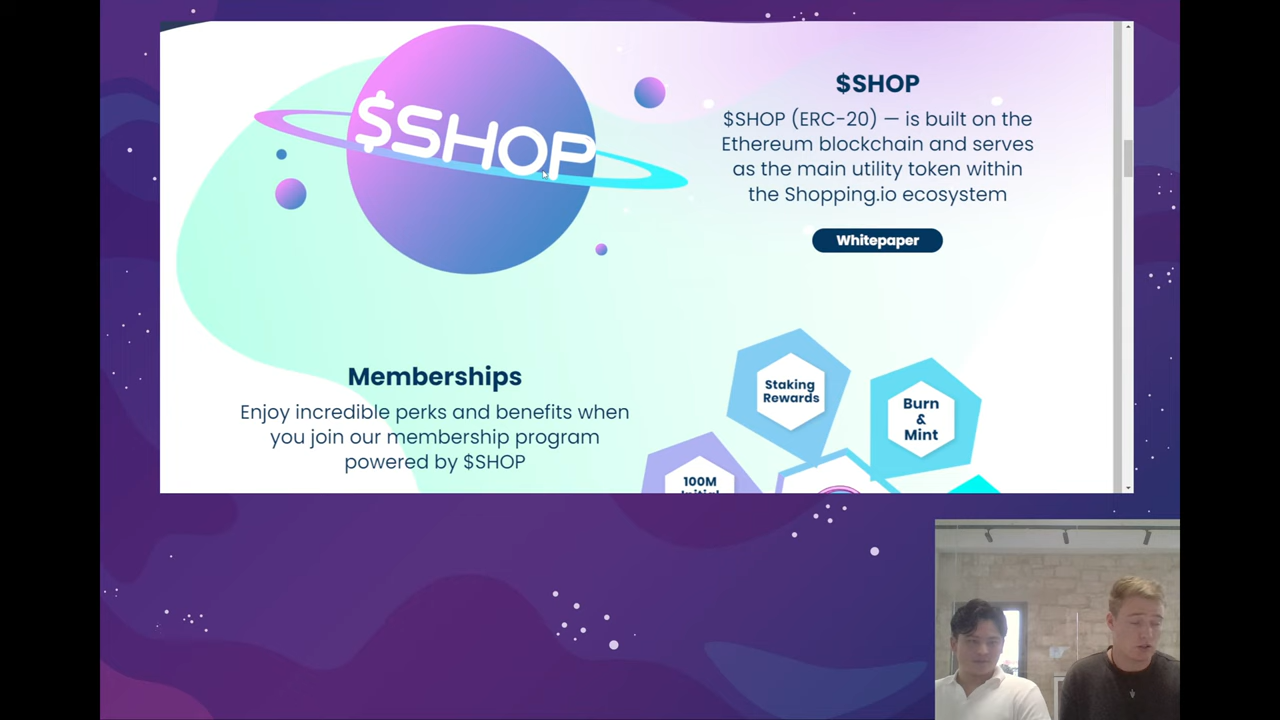 $SHOP
$SHOP
$SHOP (ERC-20) — is built on the
Ethereum blockchain and serves
as the main utility token within
the Shopping.io ecosystem
Whitepaper
Memberships
Enjoy incredible perks and benefits when
you join our membership program
powered by $SHOP
Staking
Rewards
Burn
&
Mint
100M
Initial